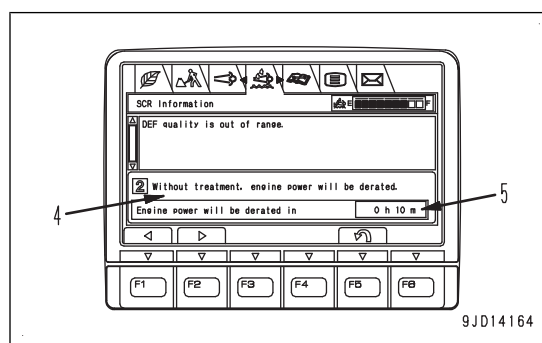 SCR Information
E F
DEF quality is out of range.
2 Without treatment, engine power will be derated.
4
5
Engine power will be derated in 0 h 10 m
F1 F2 F3 F4 F5 F6
9JD14164